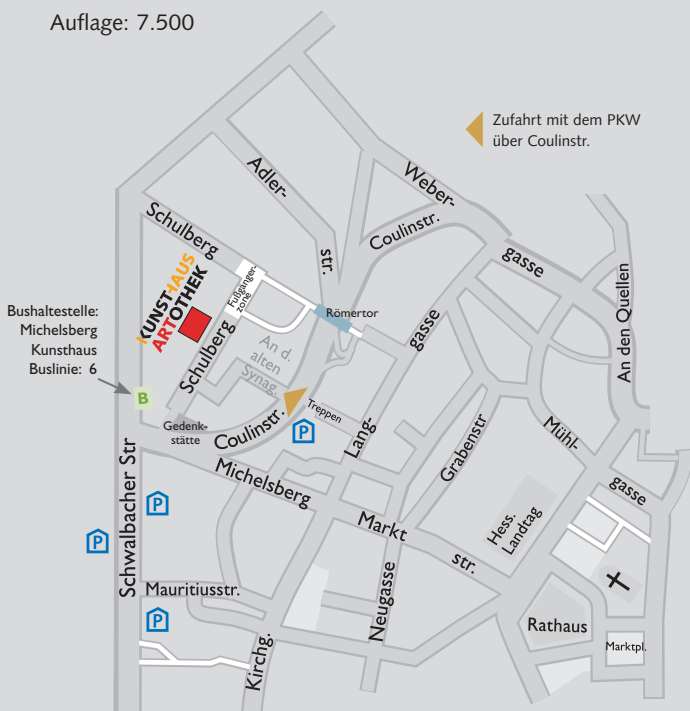 Auflage: 7.500
Zufahrt mit dem PKW
über Coulinstr.
Weber-
gasse
Adler-
str.
Schulberg
Coulinstr.
KUNSTHAUS
ARTOTHEK
Fußgänger-
zone
Römertor
An den Quellen
Bushaltestelle:
Michelsberg
Kunsthaus
Buslinie: 6
B
Schulberg
An d.
alten
Synag.
gasse
Lang-
Treppen
Gedenk-
stätte
Coulinstr.
P
Grabenstr
Mühl-
gasse
Schwalbacher Str
Michelsberg
Markt
str.
P
P
Hess.
Landtag
Mauritiusstr.
P
Neugasse
Kirchg.
Rathaus
Marktpl.